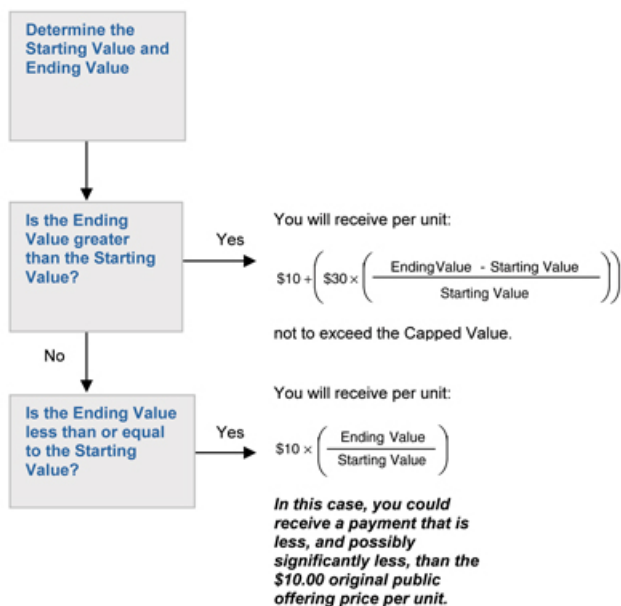 Determine the
Starting Value and
Ending Value
Is the Ending
Value greater
than the Starting
Value?
Yes
You will receive per unit:
$10 + ( $30 × ( EndingValue - Starting Value
Starting Value ) )
not to exceed the Capped Value.
No
Is the Ending Value
less than or equal
to the Starting
Value?
Yes
You will receive per unit:
$10 × ( Ending Value
Starting Value )
In this case, you could
receive a payment that is
less, and possibly
significantly less, than the
$10.00 original public
offering price per unit.